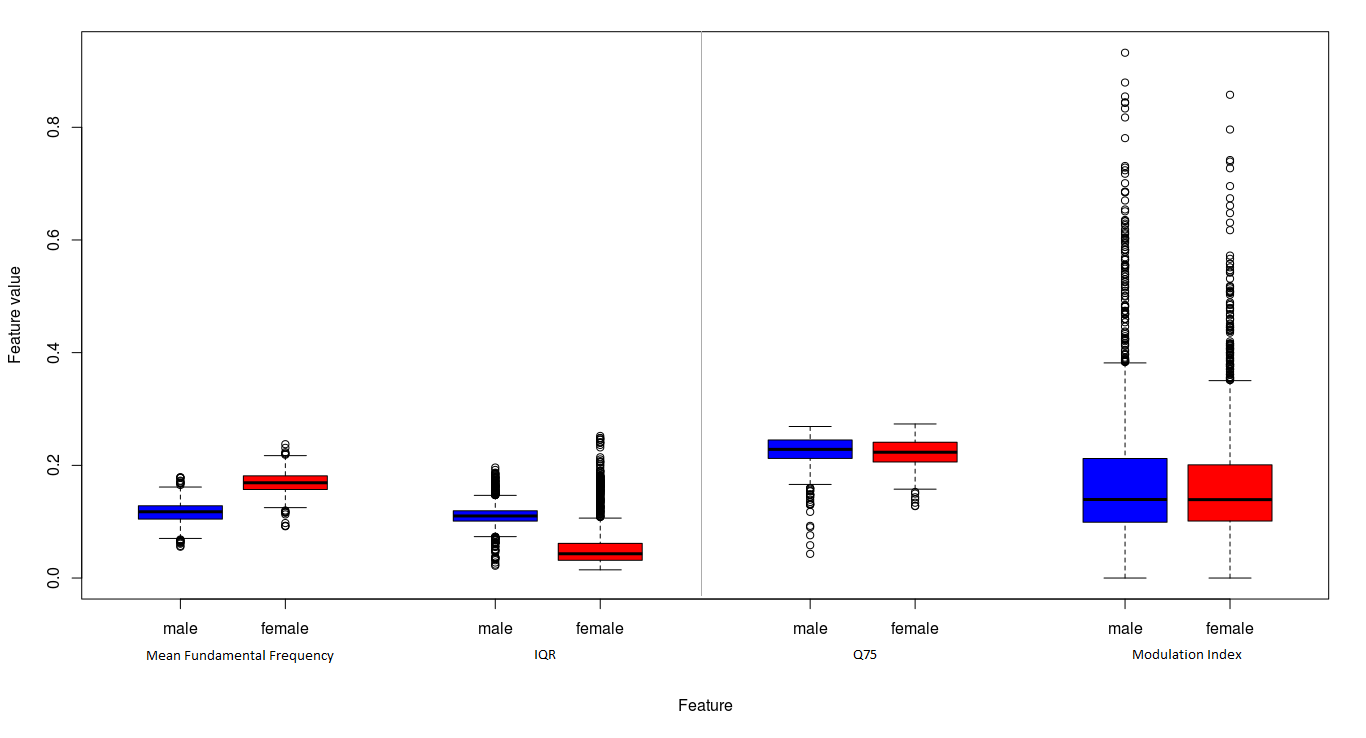 Feature value
0.8
0.6
0.4
0.2
0.0
male female male female male female male female
Mean Fundamental Frequency IQR Q75 Modulation Index
Feature